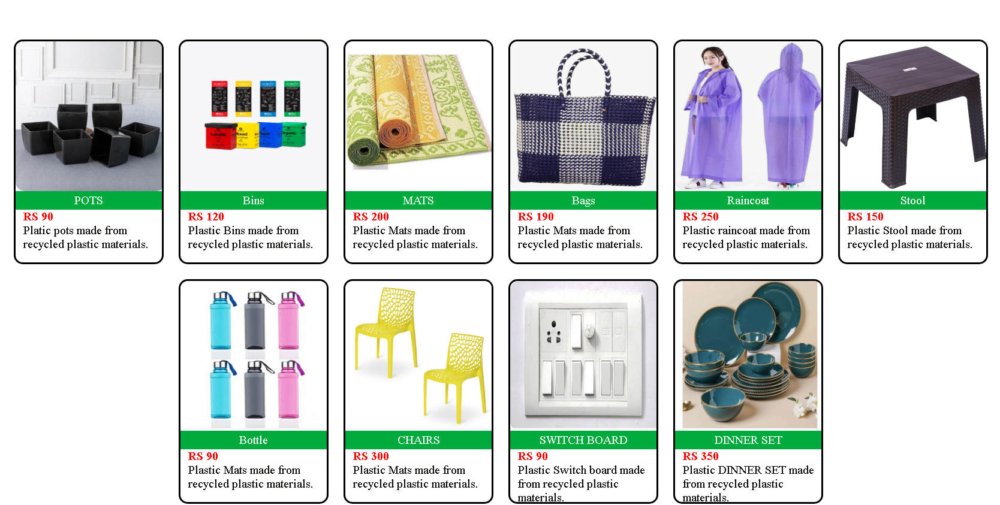 Landfill
Mixed
Recyclables
Paper
Organic
POTS
RS 90
Platic pots made from
recycled plastic materials.
Bins
RS 120
Plastic Bins made from
recycled plastic materials.
MATS
RS 200
Plastic Mats made from
recycled plastic materials.
Bags
RS 190
Plastic Mats made from
recycled plastic materials.
Raincoat
RS 250
Plastic raincoat made from
recycled plastic materials.
Stool
RS 150
Plastic Stool made from
recycled plastic materials.
Bottle
RS 90
Plastic Mats made from
recycled plastic materials.
CHAIRS
RS 300
Plastic Mats made from
recycled plastic materials.
SWITCH BOARD
RS 90
Plastic Switch board made
from recycled plastic
materials.
DINNER SET
RS 350
Plastic DINNER SET made
from recycled plastic
materials.